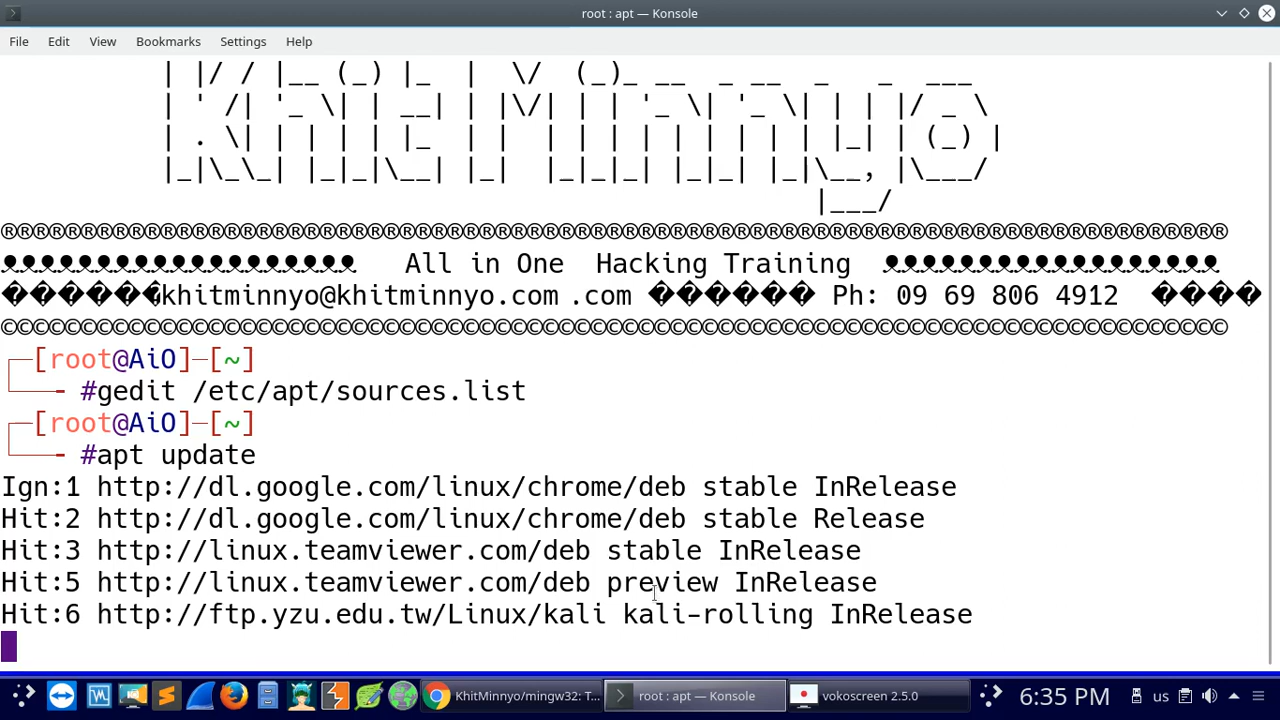 root : apt — Konsole
File Edit View Bookmarks Settings Help
Khit Minnyo
®®®®®®®®®®®®®®®®®®®®®®®®®®®®®®®®®®®®®®®®®®®®®®®®®®®®®®®®®®®®®®®®®®®®®®®®®®®®®
All in One Hacking Training
������khitminnyo@khitminnyo.com .com ������ Ph: 09 69 806 4912 ����
©©©©©©©©©©©©©©©©©©©©©©©©©©©©©©©©©©©©©©©©©©©©©©©©©©©©©©©©©©©©©©©©©©©©©©©©©©©©©
┌─[root@AiO]─[~]
└──╼ #gedit /etc/apt/sources.list
┌─[root@AiO]─[~]
└──╼ #apt update
Ign:1 http://dl.google.com/linux/chrome/deb stable InRelease
Hit:2 http://dl.google.com/linux/chrome/deb stable Release
Hit:3 http://linux.teamviewer.com/deb stable InRelease
Hit:5 http://linux.teamviewer.com/deb preview InRelease
Hit:6 http://ftp.yzu.edu.tw/Linux/kali kali-rolling InRelease
KhitMinnyo/mingw32: T... root : apt — Konsole vokoscreen 2.5.0 6:35 PM us